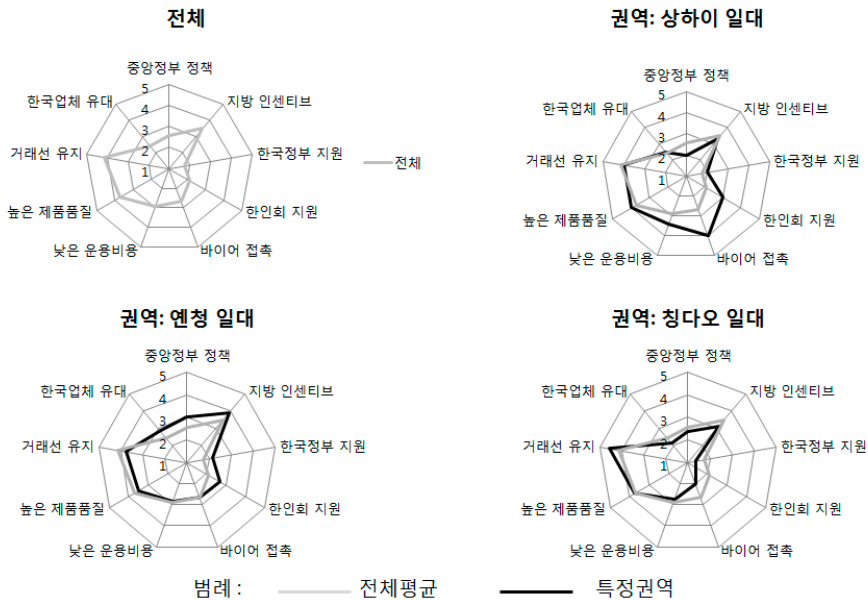 전체
중앙정부 정책
지방 인센티브
한국정부 지원
한인회 지원
바이어 접촉
낮은 운용비용
높은 제품품질
거래선 유지
한국업체 유대
5
4
3
2
1
전체
권역: 상하이 일대
중앙정부 정책
지방 인센티브
한국정부 지원
한인회 지원
바이어 접촉
낮은 운용비용
높은 제품품질
거래선 유지
한국업체 유대
5
4
3
2
1
권역: 옌청 일대
중앙정부 정책
지방 인센티브
한국정부 지원
한인회 지원
바이어 접촉
낮은 운용비용
높은 제품품질
거래선 유지
한국업체 유대
5
4
3
2
1
권역: 칭다오 일대
중앙정부 정책
지방 인센티브
한국정부 지원
한인회 지원
바이어 접촉
낮은 운용비용
높은 제품품질
거래선 유지
한국업체 유대
5
4
3
2
1
범례 : 전체평균 특정권역